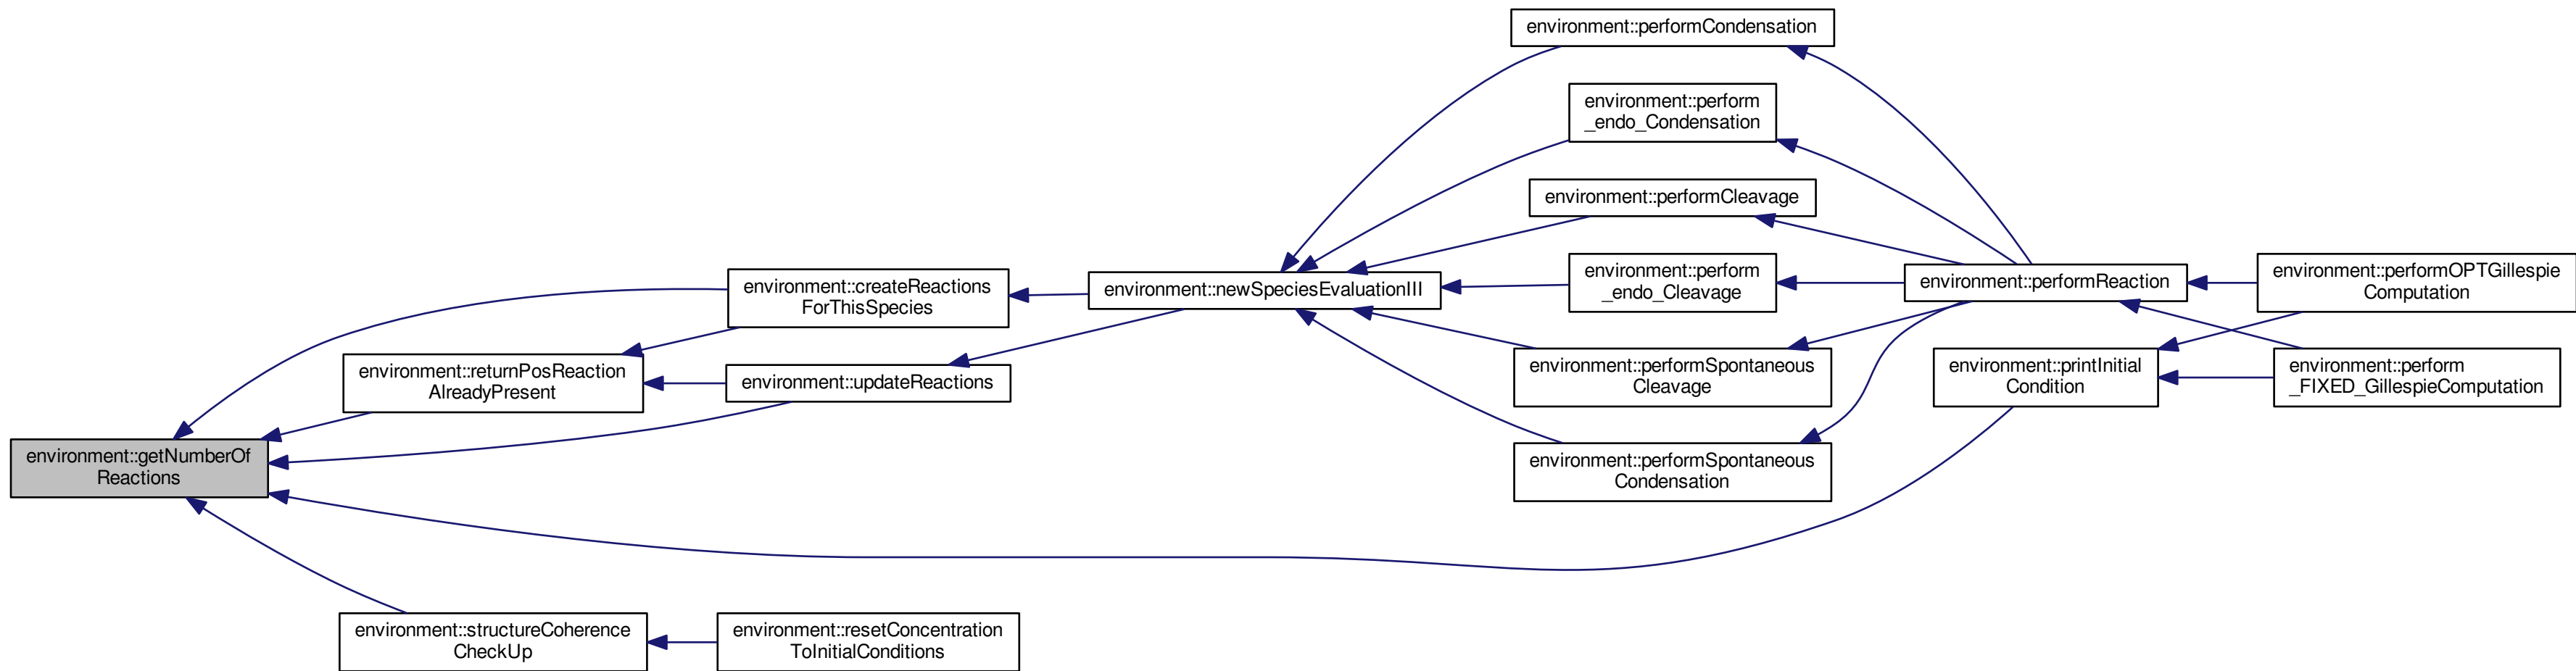 environment::performCondensation
environment::perform
_endo_Condensation
environment::performCleavage
environment::perform
_endo_Cleavage
environment::performReaction
environment::performOPTGillespie
Computation
environment::createReactions
ForThisSpecies
environment::newSpeciesEvaluationIII
environment::returnPosReaction
AlreadyPresent
environment::updateReactions
environment::performSpontaneous
Cleavage
environment::printInitial
Condition
environment::perform
_FIXED_GillespieComputation
environment::getNumberOf
Reactions
environment::performSpontaneous
Condensation
environment::structureCoherence
CheckUp
environment::resetConcentration
ToInitialConditions